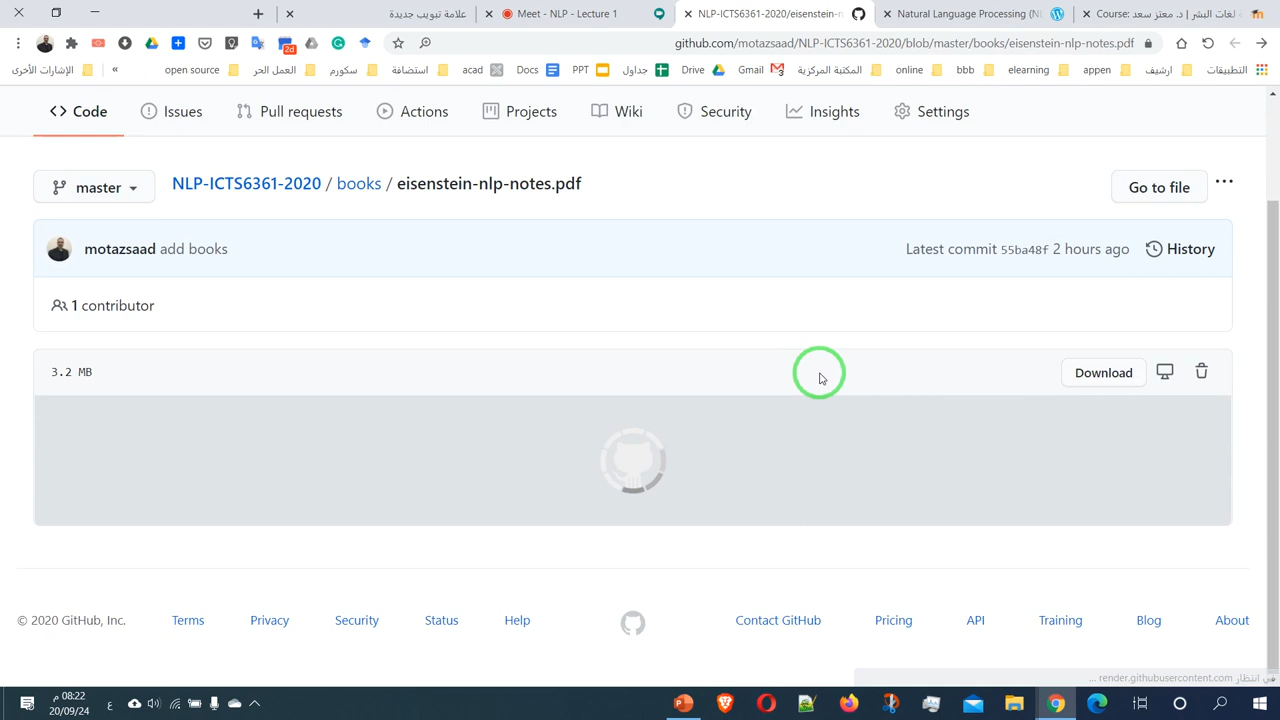 علامة تبويب جديدة
Meet - NLP - Lecture 1
NLP-ICTS6361-2020/eisenstein-n
Natural Language Processing (NL
Course: لغات البشر | د. معتز سعد
github.com/motazsaad/NLP-ICTS6361-2020/blob/master/books/eisenstein-nlp-notes.pdf
2d
الإشارات الأخرى
»
open source
العمل الحر
سكورم
استضافة
acad
Docs
PPT
جداول
Drive
Gmail
المكتبة المركزية
online
bbb
elearning
appen
ارشيف
التطبيقات
<> Code
Issues
Pull requests
Actions
Projects
Wiki
Security
Insights
Settings
master
NLP-ICTS6361-2020 / books / eisenstein-nlp-notes.pdf
Go to file
...
motazsaad add books
Latest commit 55ba48f 2 hours ago
History
1 contributor
3.2 MB
Download
© 2020 GitHub, Inc.
Terms
Privacy
Security
Status
Help
Contact GitHub
Pricing
API
Training
Blog
About
في انتظار render.githubusercontent.com ...
08:22 م
20/09/24
ع